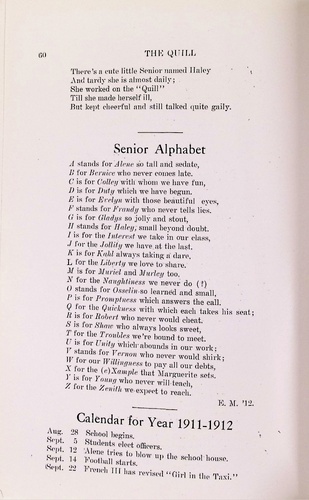 60 THE QUILL
There's a cute little Senior named Haley
And tardy she is almost daily;
She worked on the "Quill"
Till she made herself ill,
But kept cheerful and still talked quite gaily.
Senior Alphabet
A stands for Alene so tall and sedate,
B for Bernice who never comes late.
C is for Colley with whom we have fun,
D is for Duty which we have begun.
E is for Evelyn with those beautiful eyes,
F stands for Frandy who never tells lies.
G is for Gladys so jolly and stout,
H stands for Haley; small beyond doubt.
I is for the Interest we take in our class,
J for the Jollity we have at the last.
K is for Kahl always taking a dare,
L for the Liberty we love to share.
M is for Muriel and Murley too.
N for the Naughtiness we never do (?)
O stands for Osselin so learned and small,
P is for Promptness which answers the call.
Q for the Quickness with which each takes his seat;
R is for Robert who never would cheat.
S is for Shaw who always looks sweet,
T for the Troubles we're bound to meet.
U is for Unity which abounds in our work;
V stands for Vernon who never would shirk;
W for our Willingness to pay all our debts,
X for the (e)Xample that Marguerite sets.
Y is for Young who never will teach,
Z for the Zenith we expect to reach.
E. M. '12.
Calendar for Year 1911-1912
Aug. 28 School begins.
Sept. 5 Students elect officers.
Sept. 12 'Alene tries to blow up the school house.
Sept. 14 Football starts.
Sept. 22 French III has revised "Girl in the Taxi."